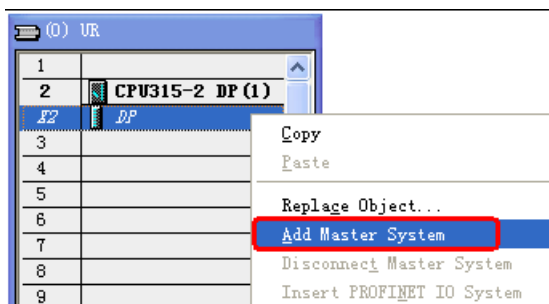 (0) UR
1
2 CPU315-2 DP(1)
E2 DP
3
4
5
6
7
8
9
Copy
Paste
Replace Object...
Add Master System
Disconnect Master System
Insert PROFINET IO System